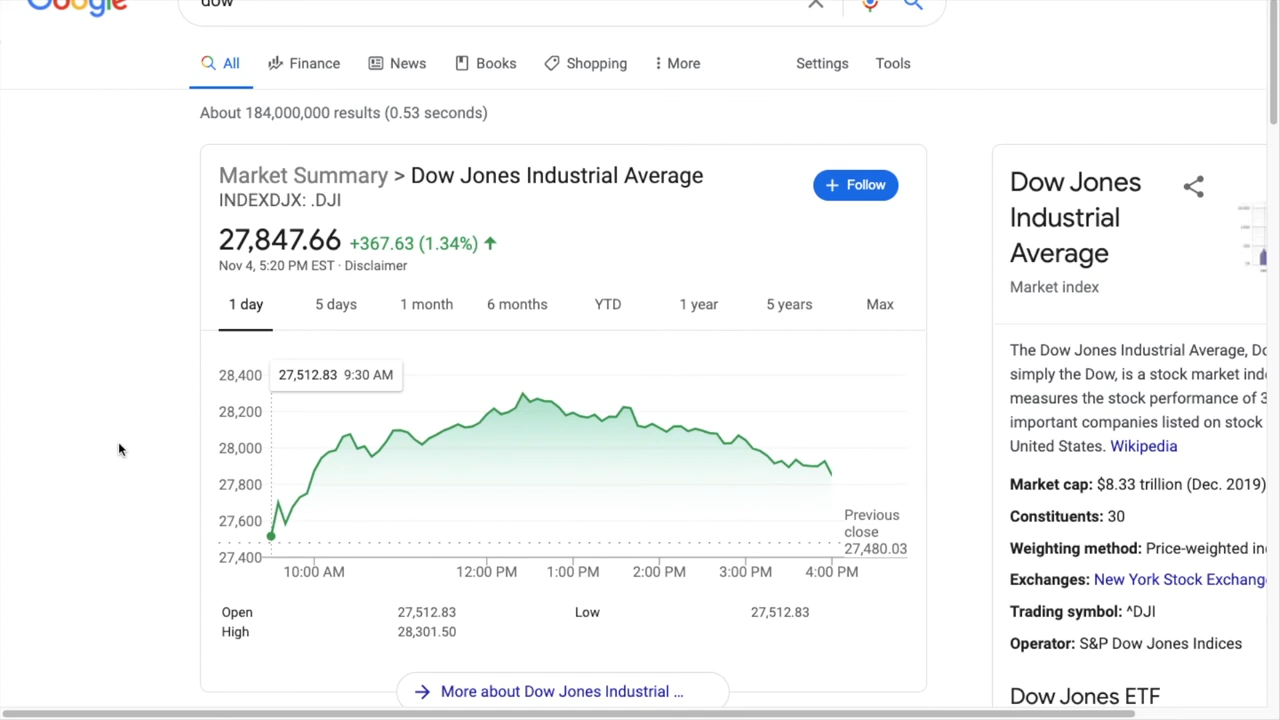 Google
dow
All Finance News Books Shopping More Settings Tools
About 184,000,000 results (0.53 seconds)
Market Summary > Dow Jones Industrial Average
INDEXDJX: .DJI
+ Follow
27,847.66 +367.63 (1.34%)
Nov 4, 5:20 PM EST · Disclaimer
1 day 5 days 1 month 6 months YTD 1 year 5 years Max
27,512.83 9:30 AM
28,400
28,200
28,000
27,800
27,600
27,400
Previous
close
27,480.03
10:00 AM 12:00 PM 1:00 PM 2:00 PM 3:00 PM 4:00 PM
Open 27,512.83 Low 27,512.83
High 28,301.50
More about Dow Jones Industrial ...
Dow Jones
Industrial
Average
Market index
The Dow Jones Industrial Average, Do
simply the Dow, is a stock market inde
measures the stock performance of 3
important companies listed on stock
United States. Wikipedia
Market cap: $8.33 trillion (Dec. 2019)
Constituents: 30
Weighting method: Price-weighted in
Exchanges: New York Stock Exchang
Trading symbol: ^DJI
Operator: S&P Dow Jones Indices
Dow Jones ETF